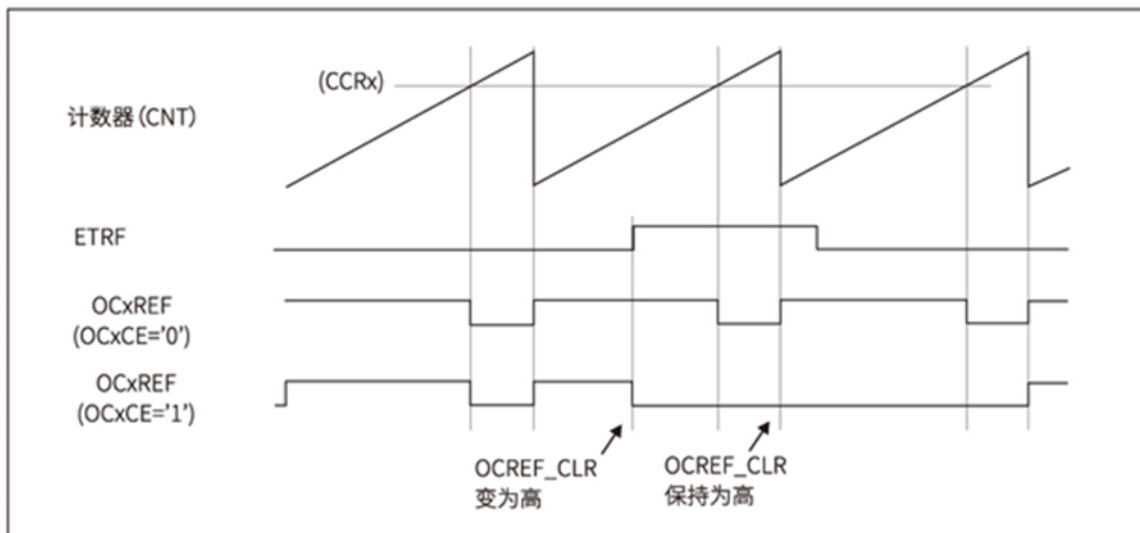 (CCRx)
计数器(CNT)
ETRF
OCxREF
(OCxCE='0')
OCxREF
(OCxCE='1')
OCREF_CLR
变为高
OCREF_CLR
保持为高